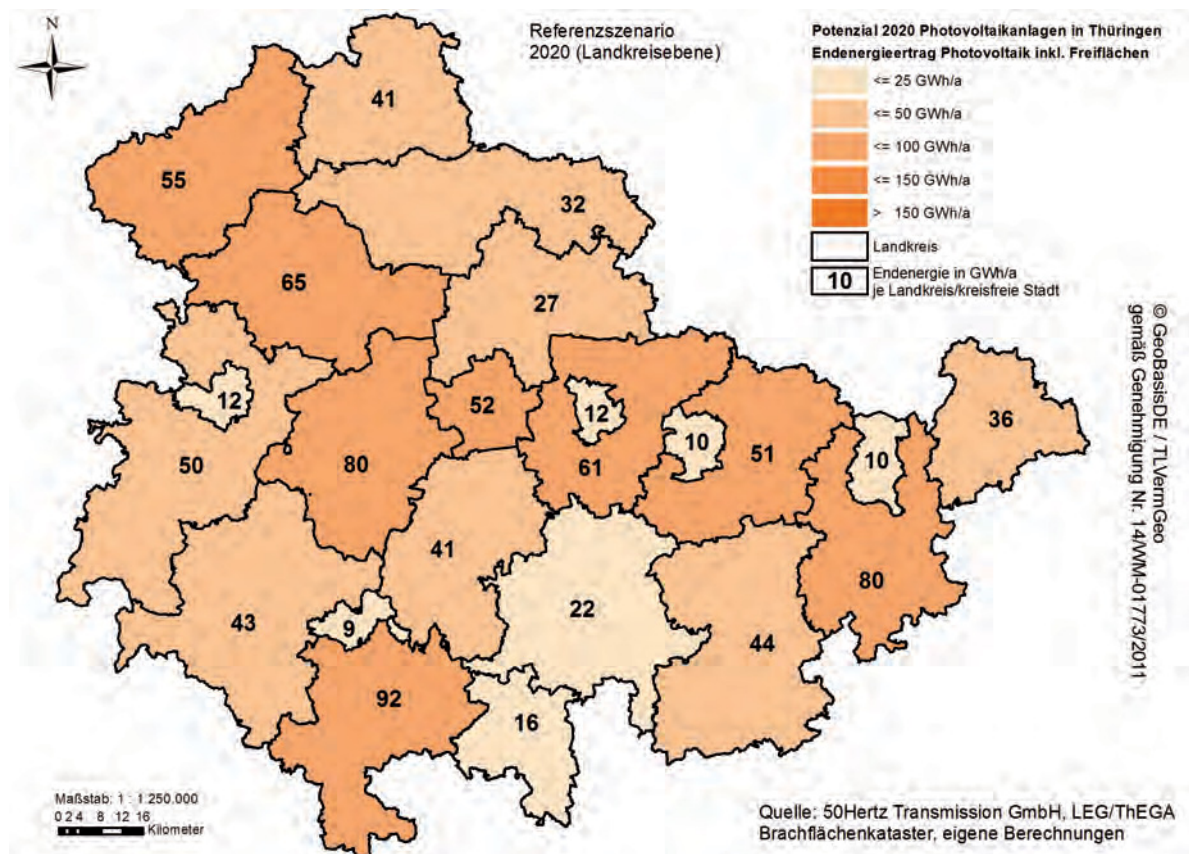 N
Referenzszenario
2020 (Landkreisebene)
Potenzial 2020 Photovoltaikanlagen in Thüringen
Endenergieertrag Photovoltaik inkl. Freiflächen
<= 25 GWh/a
<= 50 GWh/a
<= 100 GWh/a
<= 150 GWh/a
> 150 GWh/a
Landkreis
10 Endenergie in GWh/a
je Landkreis/kreisfreie Stadt
41
55
32
65
27
12
52
12
10
51
10
36
50
80
61
41
22
80
43
9
44
92
16
© GeoBasisDE / TLVermGeo
gemäß Genehmigung Nr. 14/WM-01773/2011
Maßstab: 1 : 1.250.000
0 2 4 8 12 16
Kilometer
Quelle: 50Hertz Transmission GmbH, LEG/ThEGA
Brachflächenkataster, eigene Berechnungen